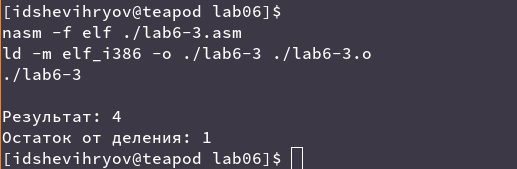 [idshevihryov@teapod lab06]$
nasm -f elf ./lab6-3.asm
ld -m elf_i386 -o ./lab6-3 ./lab6-3.o
./lab6-3
Результат: 4
Остаток от деления: 1
[idshevihryov@teapod lab06]$